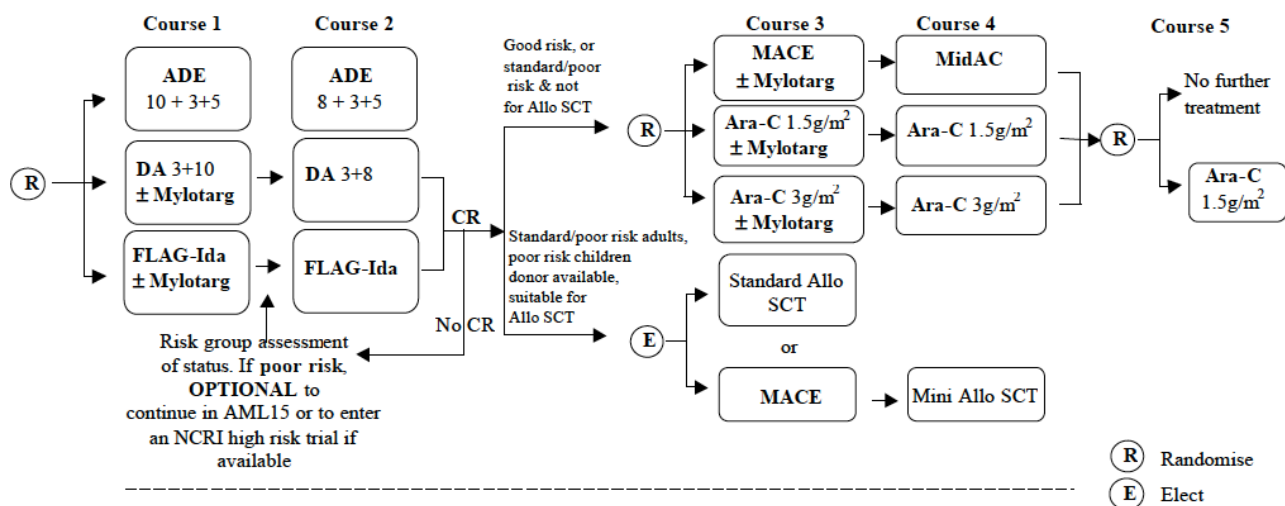 Course 1
Course 2
Course 3
Course 4
Course 5
R
ADE
10 + 3+5
ADE
8 + 3+5
DA 3+10
± Mylotarg
DA 3+8
FLAG-Ida
± Mylotarg
FLAG-Ida
CR
No CR
Risk group assessment
of status. If poor risk,
OPTIONAL to
continue in AML15 or to enter
an NCRI high risk trial if
available
Good risk, or
standard/poor
risk & not
for Allo SCT
R
MACE
± Mylotarg
MidAC
Ara-C 1.5g/m²
± Mylotarg
Ara-C 1.5g/m²
Ara-C 3g/m²
± Mylotarg
Ara-C 3g/m²
R
No further
treatment
Ara-C
1.5g/m²
Standard/poor risk adults,
poor risk children
donor available,
suitable for
Allo SCT
E
Standard Allo
SCT
or
MACE
Mini Allo SCT
R Randomise
E Elect